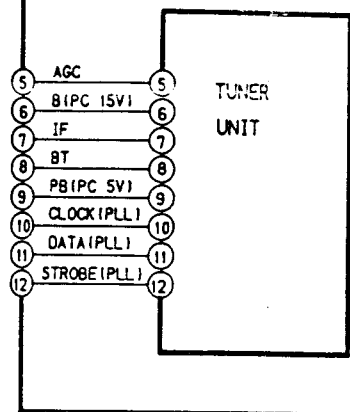 AGC
5 5
B(PC 15V)
6 6
IF
7 7
BT
8 8
PB(PC 5V)
9 9
CLOCK(PLL)
10 10
DATA(PLL)
11 11
STROBE(PLL)
12 12
TUNER
UNIT